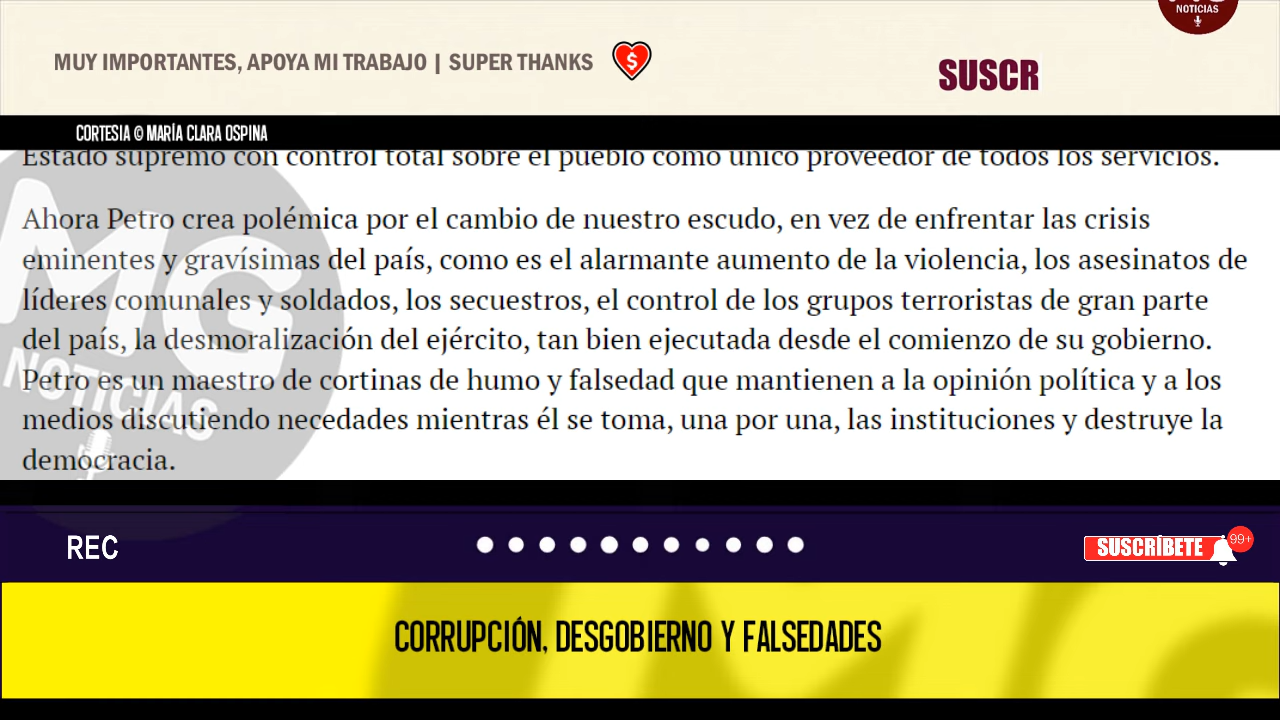 NOTICIAS
MUY IMPORTANTES, APOYA MI TRABAJO | SUPER THANKS
$
SUSCR
CORTESIA © MARÍA CLARA OSPINA
Estado supremo con control total sobre el pueblo como único proveedor de todos los servicios.
Ahora Petro crea polémica por el cambio de nuestro escudo, en vez de enfrentar las crisis
eminentes y gravísimas del país, como es el alarmante aumento de la violencia, los asesinatos de
líderes comunales y soldados, los secuestros, el control de los grupos terroristas de gran parte
del país, la desmoralización del ejército, tan bien ejecutada desde el comienzo de su gobierno.
Petro es un maestro de cortinas de humo y falsedad que mantienen a la opinión política y a los
medios discutiendo necedades mientras él se toma, una por una, las instituciones y destruye la
democracia.
MG
NOTICIAS
REC
SUSCRÍBETE
99+
CORRUPCIÓN, DESGOBIERNO Y FALSEDADES